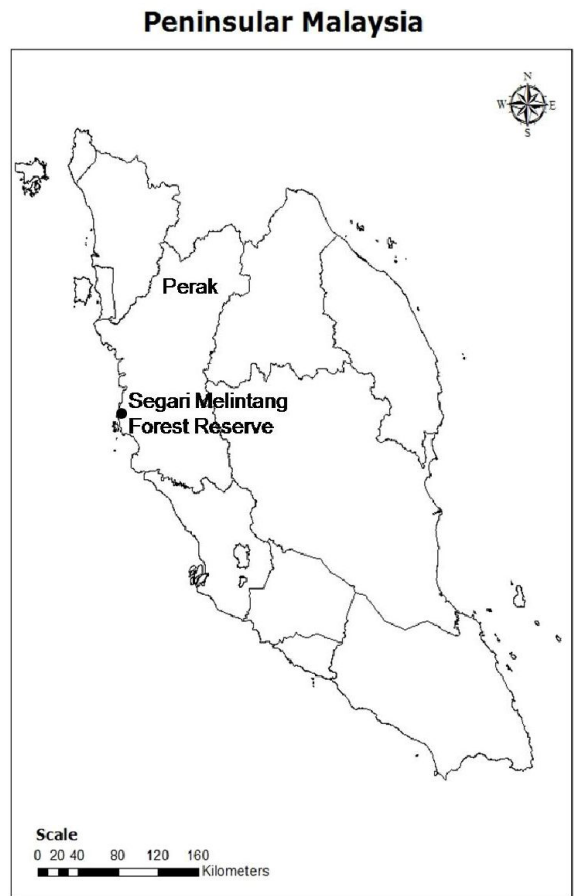 Peninsular Malaysia
N
W E
S
Perak
Segari Melintang
Forest Reserve
Scale
0 20 40 80 120 160
Kilometers